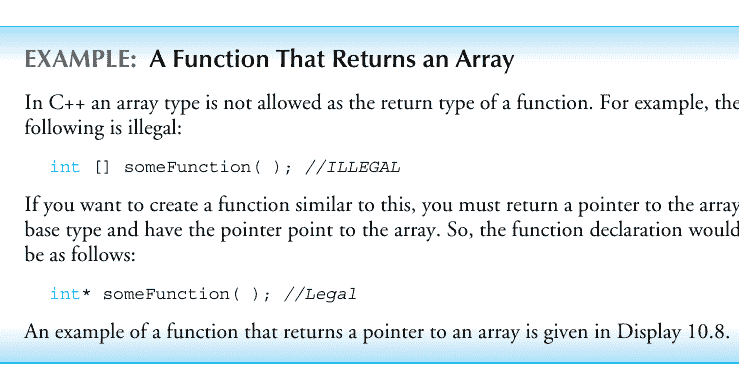 EXAMPLE: A Function That Returns an Array
In C++ an array type is not allowed as the return type of a function. For example, the
following is illegal:
int [] someFunction( ); //ILLEGAL
If you want to create a function similar to this, you must return a pointer to the array
base type and have the pointer point to the array. So, the function declaration would
be as follows:
int* someFunction( ); //Legal
An example of a function that returns a pointer to an array is given in Display 10.8.